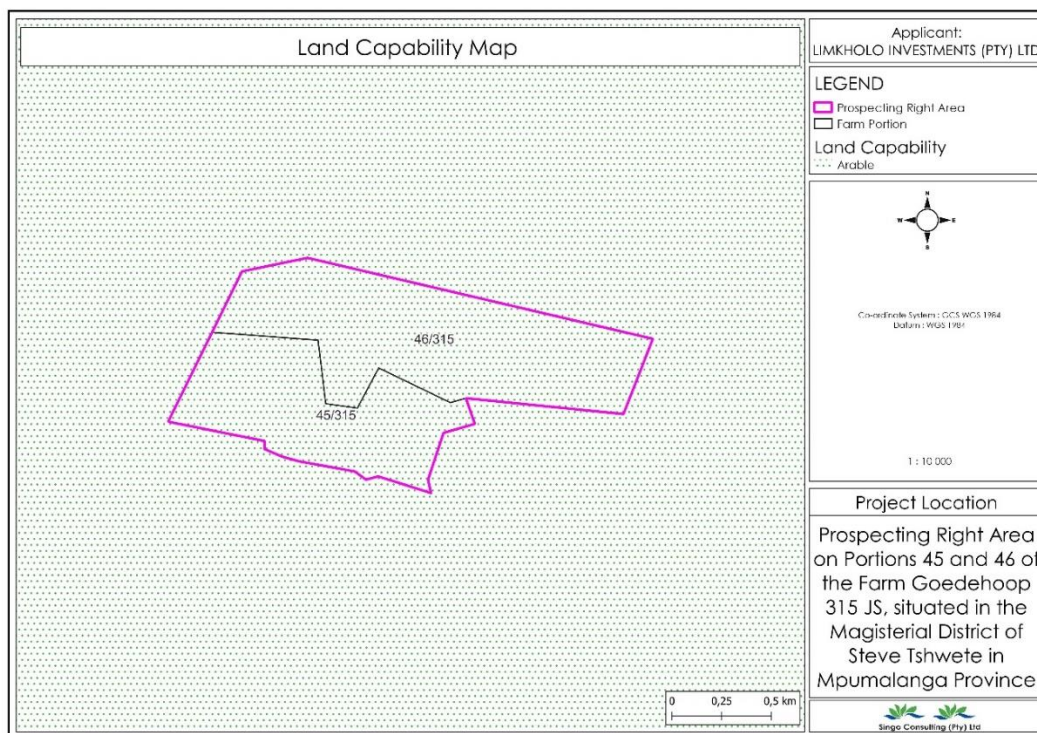 Land Capability Map
46/315
45/315
0 0,25 0,5 km
Applicant:
LIMKHOLO INVESTMENTS (PTY) LTD
LEGEND
Prospecting Right Area
Farm Portion
Land Capability
Arable
N
W E
S
Co-ordinate System : GCS WGS 1984
Datum : WGS 1984
1 : 10 000
Project Location
Prospecting Right Area
on Portions 45 and 46 of
the Farm Goedehoop
315 JS, situated in the
Magisterial District of
Steve Tshwete in
Mpumalanga Province
Singo Consulting (Pty) Ltd